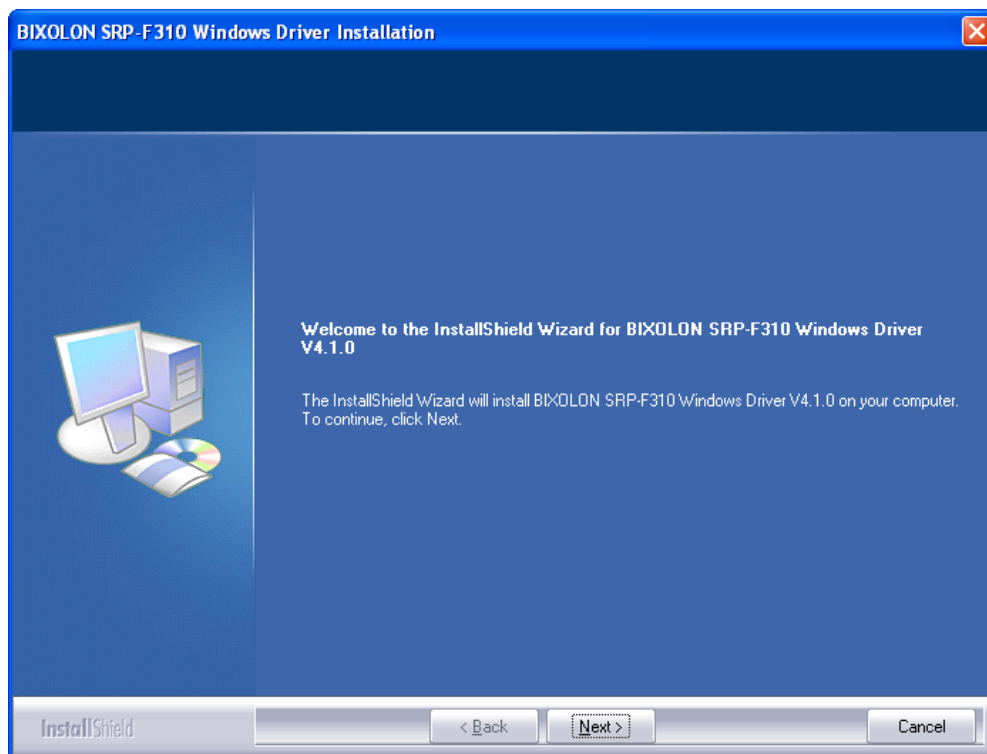 BIXOLON SRP-F310 Windows Driver Installation
Welcome to the InstallShield Wizard for BIXOLON SRP-F310 Windows Driver
V4.1.0
The InstallShield Wizard will install BIXOLON SRP-F310 Windows Driver V4.1.0 on your computer.
To continue, click Next.
InstallShield
< Back
Next >
Cancel